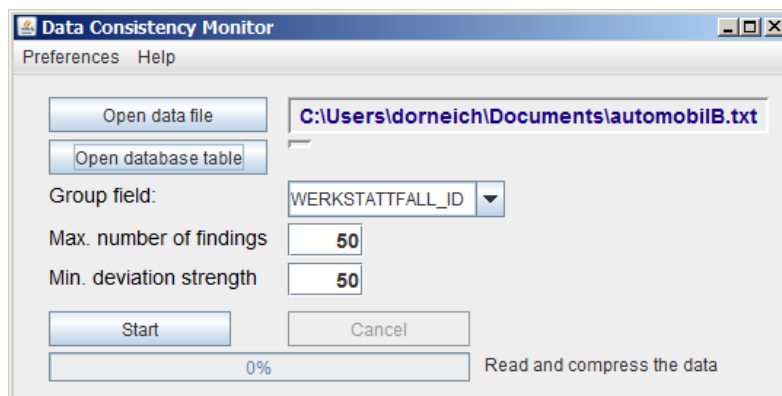 Data Consistency Monitor
Preferences Help
Open data file C:\Users\dorneich\Documents\automobilB.txt
Open database table
Group field: WERKSTATTFALL_ID
Max. number of findings 50
Min. deviation strength 50
Start Cancel
0% Read and compress the data